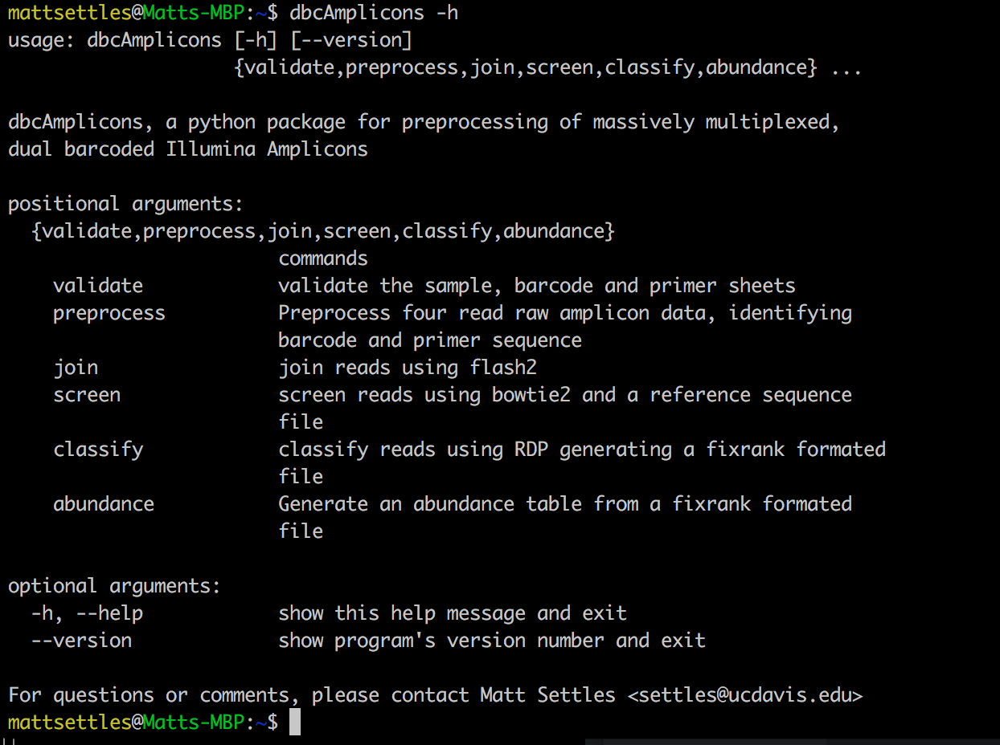 mattsettles@Matts-MBP:~$ dbcAmplicons -h
usage: dbcAmplicons [-h] [--version]
                    {validate,preprocess,join,screen,classify,abundance} ...

dbcAmplicons, a python package for preprocessing of massively multiplexed,
dual barcoded Illumina Amplicons

positional arguments:
  {validate,preprocess,join,screen,classify,abundance}
                        commands
    validate            validate the sample, barcode and primer sheets
    preprocess          Preprocess four read raw amplicon data, identifying
                        barcode and primer sequence
    join                join reads using flash2
    screen              screen reads using bowtie2 and a reference sequence
                        file
    classify            classify reads using RDP generating a fixrank formated
                        file
    abundance           Generate an abundance table from a fixrank formated
                        file

optional arguments:
  -h, --help            show this help message and exit
  --version             show program's version number and exit

For questions or comments, please contact Matt Settles <settles@ucdavis.edu>
mattsettles@Matts-MBP:~$